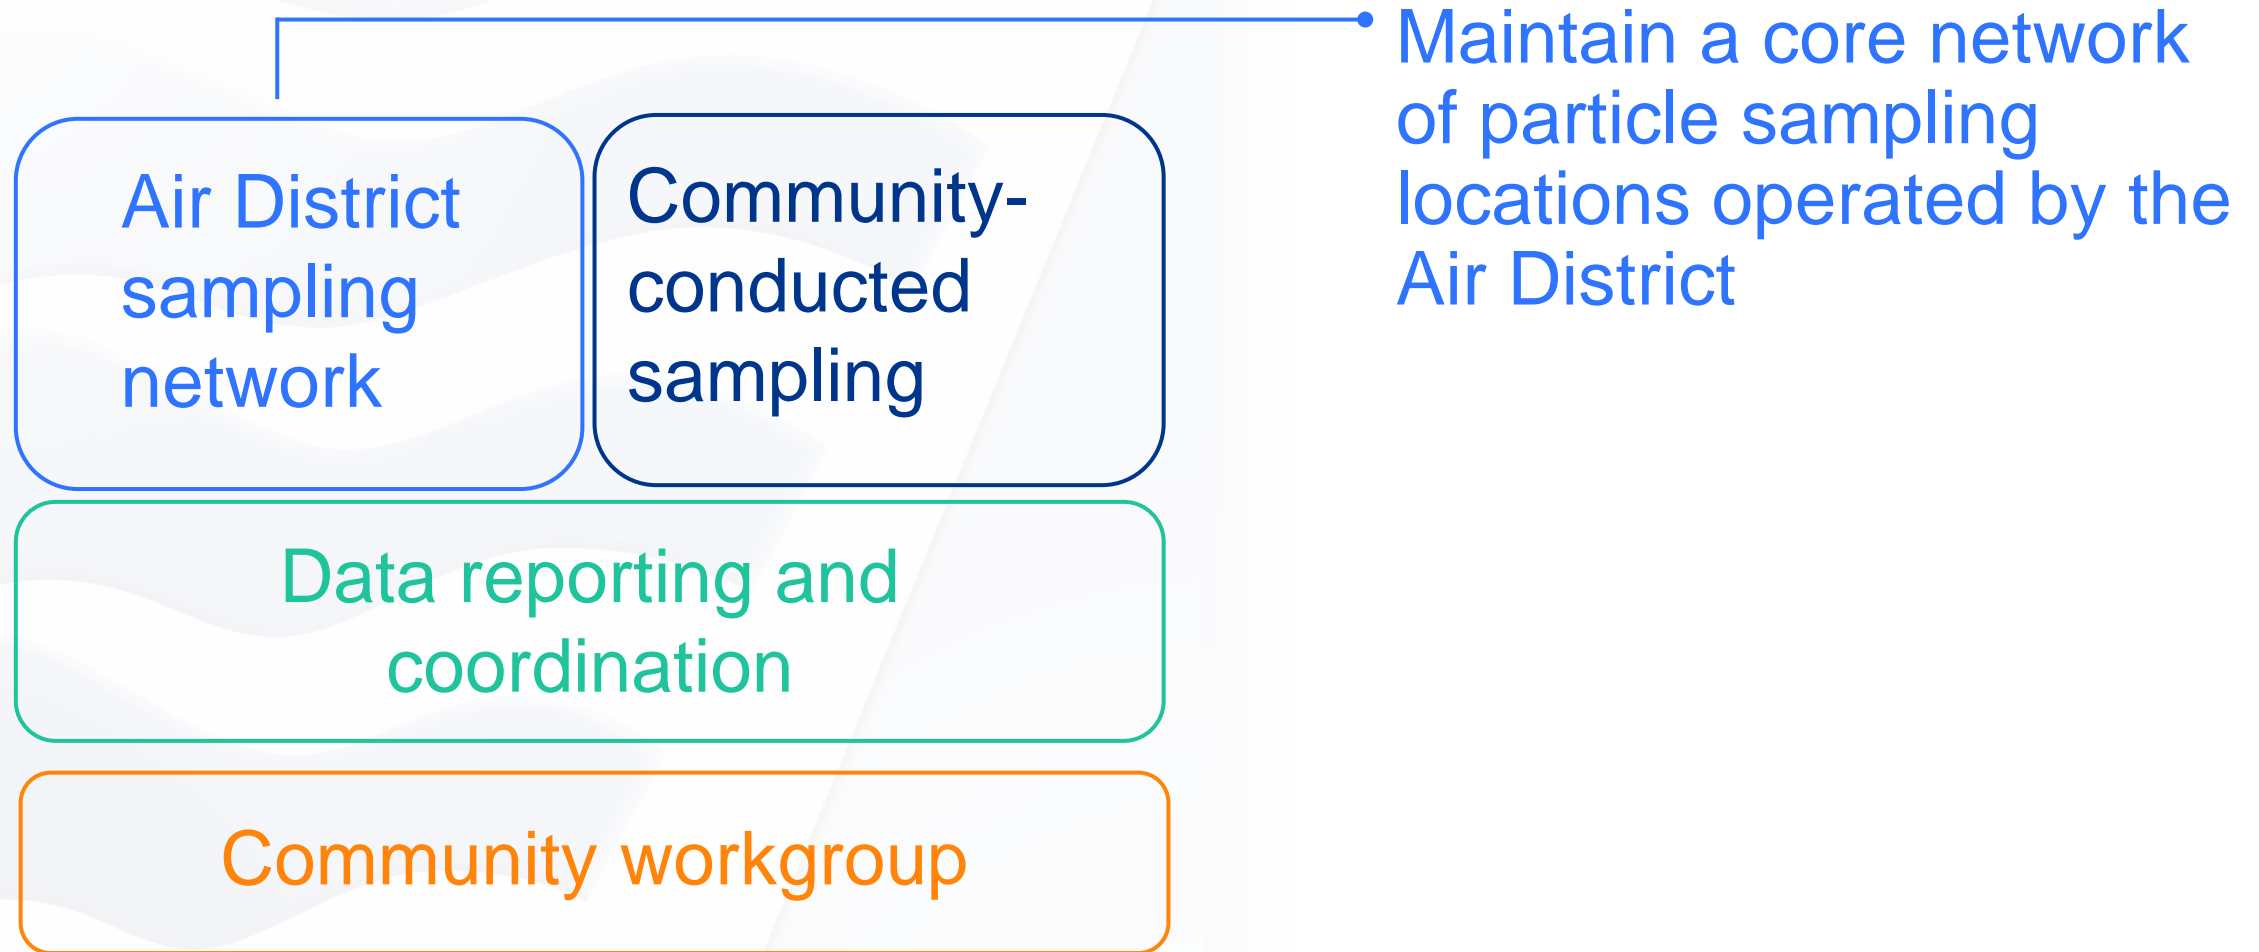 Maintain a core network
of particle sampling
locations operated by the
Air District
Air District
sampling
network
Community-
conducted
sampling
Data reporting and
coordination
Community workgroup